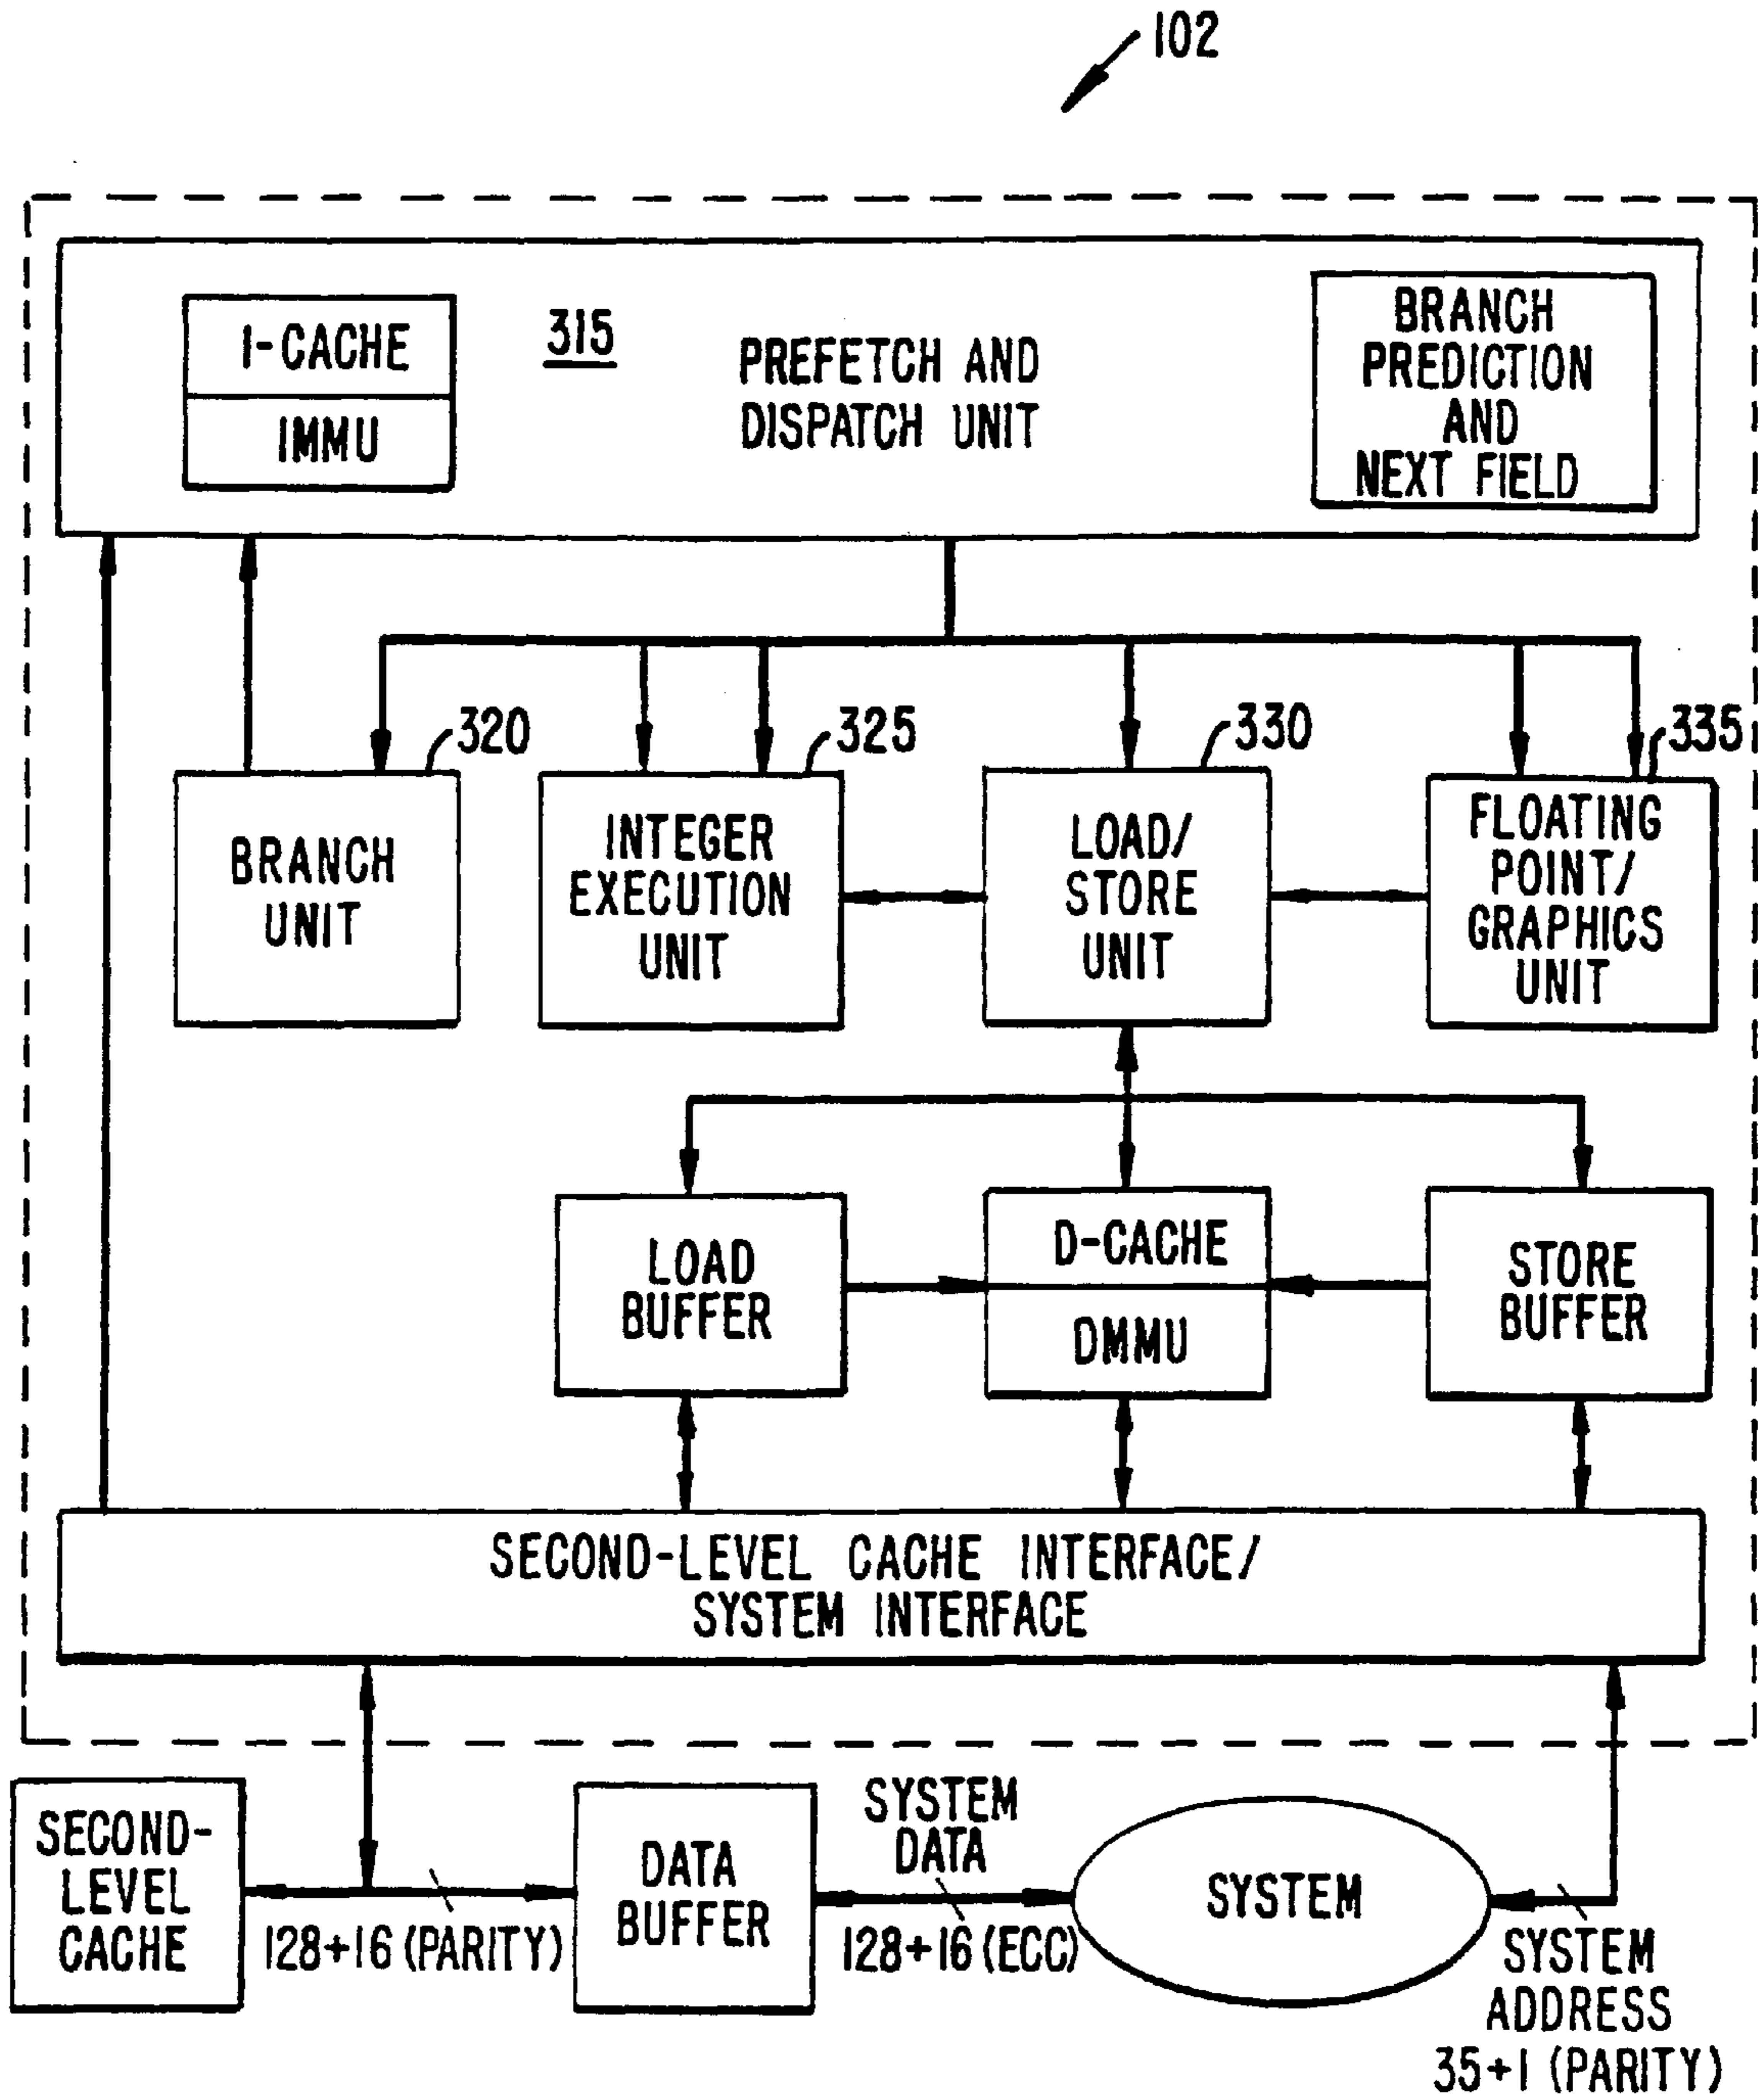 102
I-CACHE
IMMU
315
PREFETCH AND
DISPATCH UNIT
BRANCH
PREDICTION
AND
NEXT FIELD
320
325
330
335
BRANCH
UNIT
INTEGER
EXECUTION
UNIT
LOAD/
STORE
UNIT
FLOATING
POINT/
GRAPHICS
UNIT
LOAD
BUFFER
D-CACHE
DMMU
STORE
BUFFER
SECOND-LEVEL CACHE INTERFACE/
SYSTEM INTERFACE
SECOND-
LEVEL
CACHE
128+16 (PARITY)
DATA
BUFFER
SYSTEM
DATA
128+16 (ECC)
SYSTEM
SYSTEM
ADDRESS
35+1 (PARITY)